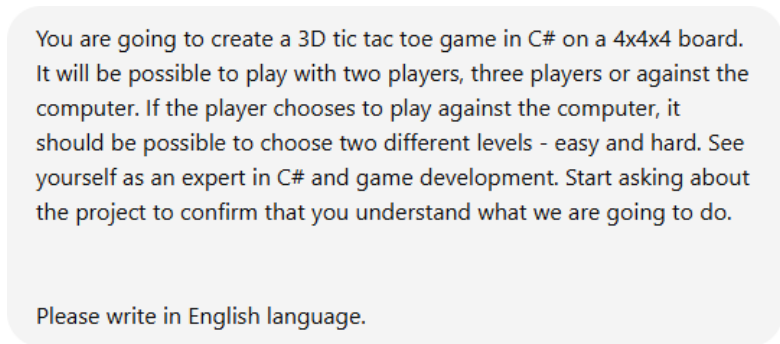 You are going to create a 3D tic tac toe game in C# on a 4x4x4 board.
It will be possible to play with two players, three players or against the
computer. If the player chooses to play against the computer, it
should be possible to choose two different levels - easy and hard. See
yourself as an expert in C# and game development. Start asking about
the project to confirm that you understand what we are going to do.
Please write in English language.